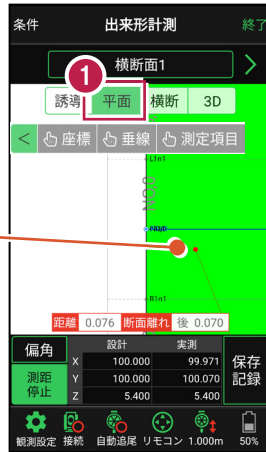 条件 出来形計測 終了
横断面1 >
1
誘導 平面 横断 3D
< 座標 垂線 測定項目
L1n1
R1n1
距離 0.076 断面離れ 後 0.070
偏角 設計 実測
X 100.000 99.971
測距停止 Y 100.000 100.070 保存記録
Z 5.400 5.400
観測設定 接続 自動追尾 リモコン 1.000m 50%